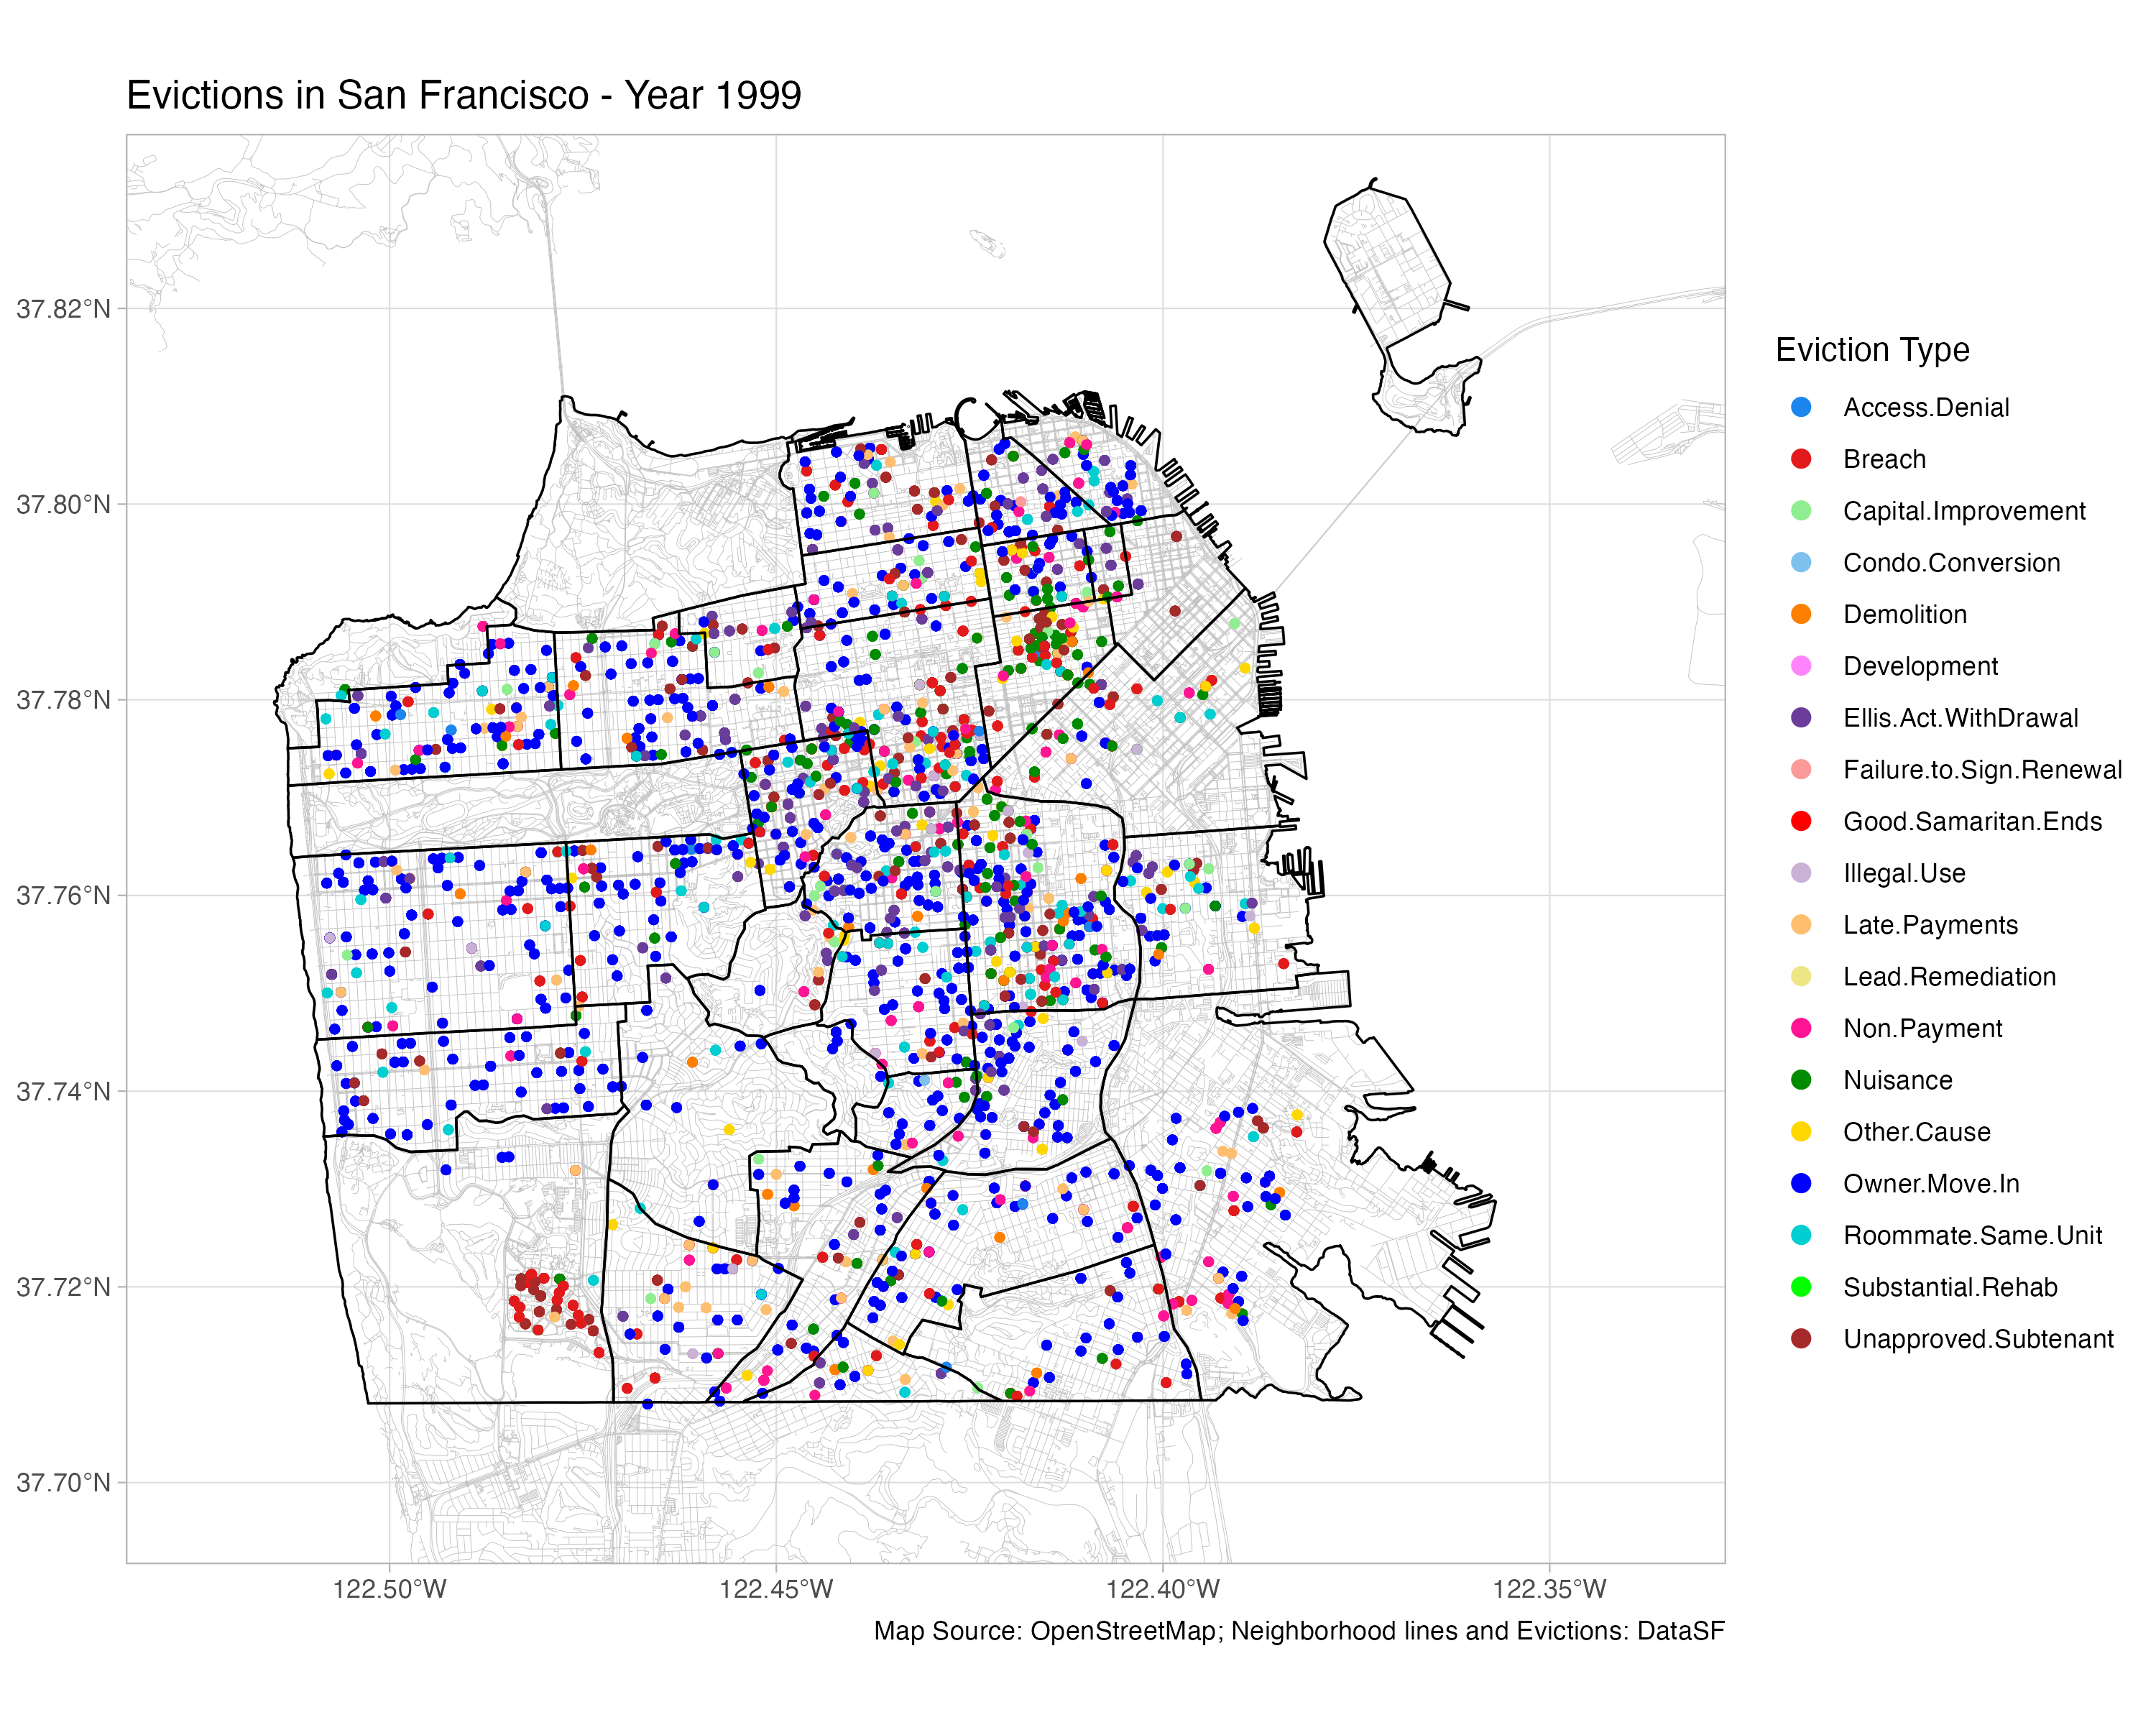 Evictions in San Francisco - Year 1999
37.82°N
37.80°N
37.78°N
37.76°N
37.74°N
37.72°N
37.70°N
122.50°W
122.45°W
122.40°W
122.35°W
Eviction Type
Access.Denial
Breach
Capital.Improvement
Condo.Conversion
Demolition
Development
Ellis.Act.WithDrawal
Failure.to.Sign.Renewal
Good.Samaritan.Ends
Illegal.Use
Late.Payments
Lead.Remediation
Non.Payment
Nuisance
Other.Cause
Owner.Move.In
Roommate.Same.Unit
Substantial.Rehab
Unapproved.Subtenant
Map Source: OpenStreetMap; Neighborhood lines and Evictions: DataSF